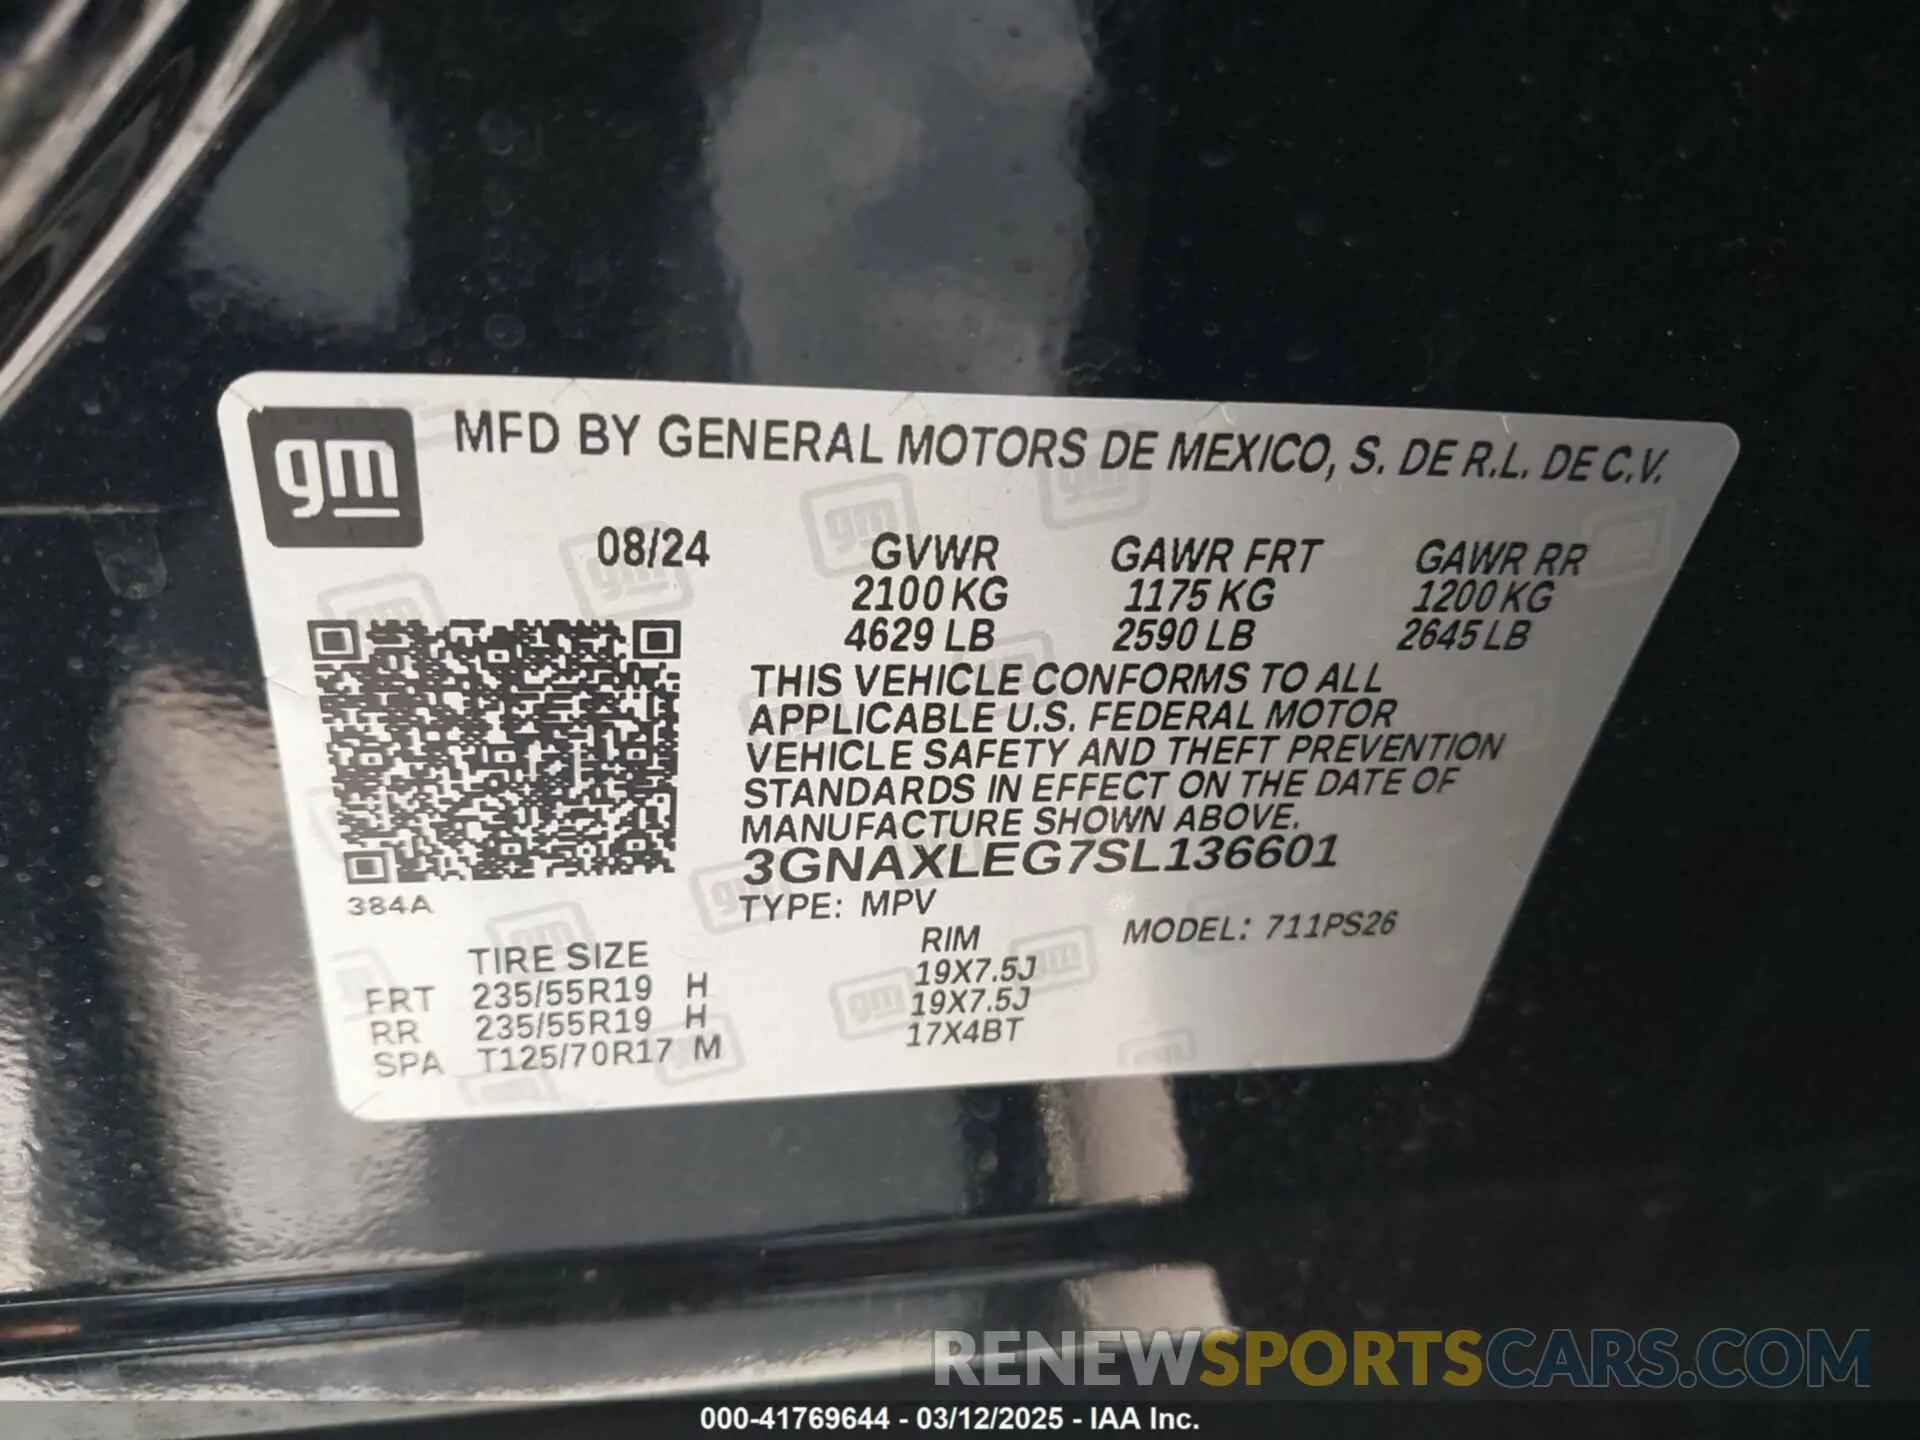 gm
MFD BY GENERAL MOTORS DE MEXICO, S. DE R.L. DE C.V.
08/24 GVWR GAWR FRT GAWR RR
2100 KG 1175 KG 1200 KG
4629 LB 2590 LB 2645 LB
THIS VEHICLE CONFORMS TO ALL
APPLICABLE U.S. FEDERAL MOTOR
VEHICLE SAFETY AND THEFT PREVENTION
STANDARDS IN EFFECT ON THE DATE OF
MANUFACTURE SHOWN ABOVE.
3GNAXLEG7SL136601
384A
TYPE: MPV MODEL: 711PS26
TIRE SIZE RIM
FRT 235/55R19 H 19X7.5J
RR 235/55R19 H 19X7.5J
SPA T125/70R17 M 17X4BT
RENEWSPORTSCARS.COM
000-41769644 - 03/12/2025 - IAA Inc.